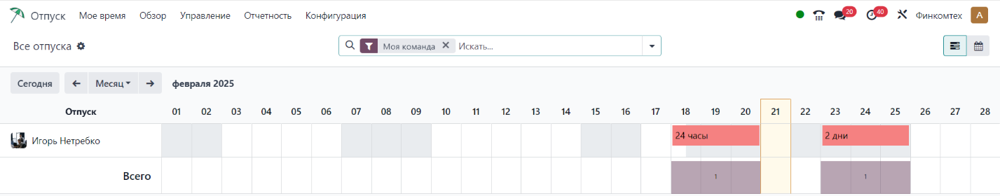 Отпуск Мое время Обзор Управление Отчетность Конфигурация 20 40 Финкомтех A
Все отпуска Моя команда Искать...
Сегодня Месяц февраля 2025
Отпуск 01 02 03 04 05 06 07 08 09 10 11 12 13 14 15 16 17 18 19 20 21 22 23 24 25 26 27 28
Игорь Нетребко 24 часы 2 дни
Всего 1 1